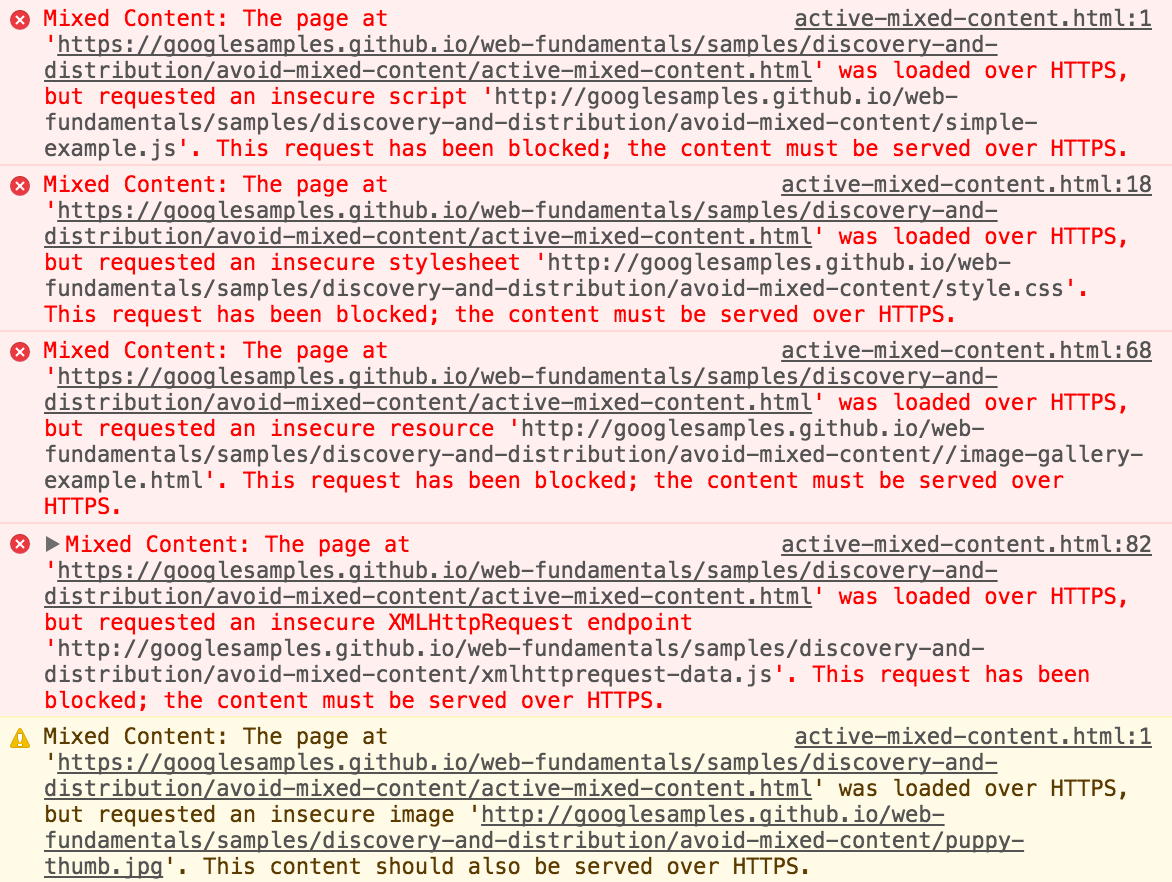 Mixed Content: The page at active-mixed-content.html:1
'https://googlesamples.github.io/web-fundamentals/samples/discovery-and-
distribution/avoid-mixed-content/active-mixed-content.html' was loaded over HTTPS,
but requested an insecure script 'http://googlesamples.github.io/web-
fundamentals/samples/discovery-and-distribution/avoid-mixed-content/simple-
example.js'. This request has been blocked; the content must be served over HTTPS.
Mixed Content: The page at active-mixed-content.html:18
'https://googlesamples.github.io/web-fundamentals/samples/discovery-and-
distribution/avoid-mixed-content/active-mixed-content.html' was loaded over HTTPS,
but requested an insecure stylesheet 'http://googlesamples.github.io/web-
fundamentals/samples/discovery-and-distribution/avoid-mixed-content/style.css'.
This request has been blocked; the content must be served over HTTPS.
Mixed Content: The page at active-mixed-content.html:68
'https://googlesamples.github.io/web-fundamentals/samples/discovery-and-
distribution/avoid-mixed-content/active-mixed-content.html' was loaded over HTTPS,
but requested an insecure resource 'http://googlesamples.github.io/web-
fundamentals/samples/discovery-and-distribution/avoid-mixed-content//image-gallery-
example.html'. This request has been blocked; the content must be served over
HTTPS.
Mixed Content: The page at active-mixed-content.html:82
'https://googlesamples.github.io/web-fundamentals/samples/discovery-and-
distribution/avoid-mixed-content/active-mixed-content.html' was loaded over HTTPS,
but requested an insecure XMLHttpRequest endpoint
'http://googlesamples.github.io/web-fundamentals/samples/discovery-and-
distribution/avoid-mixed-content/xmlhttprequest-data.js'. This request has been
blocked; the content must be served over HTTPS.
Mixed Content: The page at active-mixed-content.html:1
'https://googlesamples.github.io/web-fundamentals/samples/discovery-and-
distribution/avoid-mixed-content/active-mixed-content.html' was loaded over HTTPS,
but requested an insecure image 'http://googlesamples.github.io/web-
fundamentals/samples/discovery-and-distribution/avoid-mixed-content/puppy-
thumb.jpg'. This content should also be served over HTTPS.